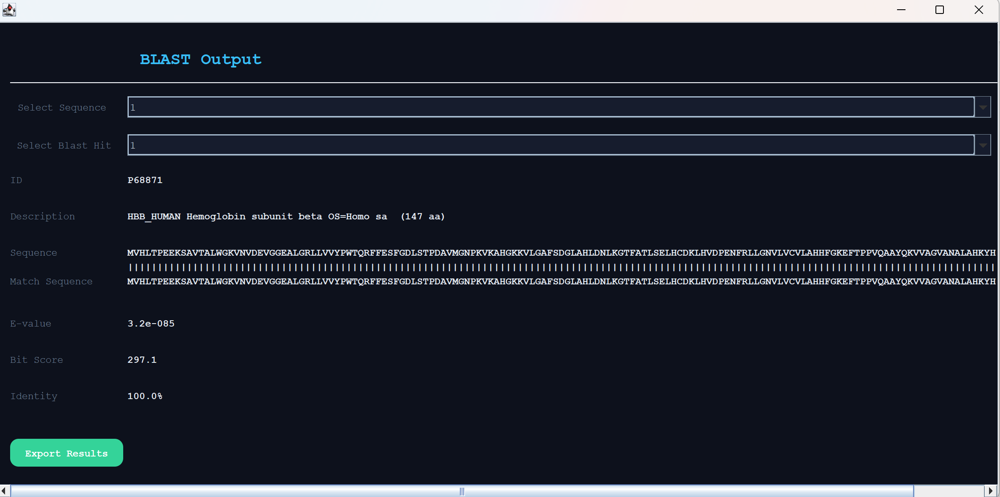 BLAST Output
Select Sequence 1
Select Blast Hit 1
ID P68871
Description HBB_HUMAN Hemoglobin subunit beta OS=Homo sa  (147 aa)
Sequence MVHLTPEEKSAVTALWGKVNVDEVGGEALGRLLVVYPWTQRFFESFGDLSTPDAVMGNPKVKAHGKKVLGAFSDGLAHLDNLKGTFATLSELHCDKLHVDPENFRLLGNVLVCVLAHHFGKEFTPPVQAAYQKVVAGVANALAHKYH
|||||||||||||||||||||||||||||||||||||||||||||||||||||||||||||||||||||||||||||||||||||||||||||||||||||||||||||||||||||||||||||||||||||||||||||||||||
Match Sequence MVHLTPEEKSAVTALWGKVNVDEVGGEALGRLLVVYPWTQRFFESFGDLSTPDAVMGNPKVKAHGKKVLGAFSDGLAHLDNLKGTFATLSELHCDKLHVDPENFRLLGNVLVCVLAHHFGKEFTPPVQAAYQKVVAGVANALAHKYH
E-value 3.2e-085
Bit Score 297.1
Identity 100.0%
Export Results